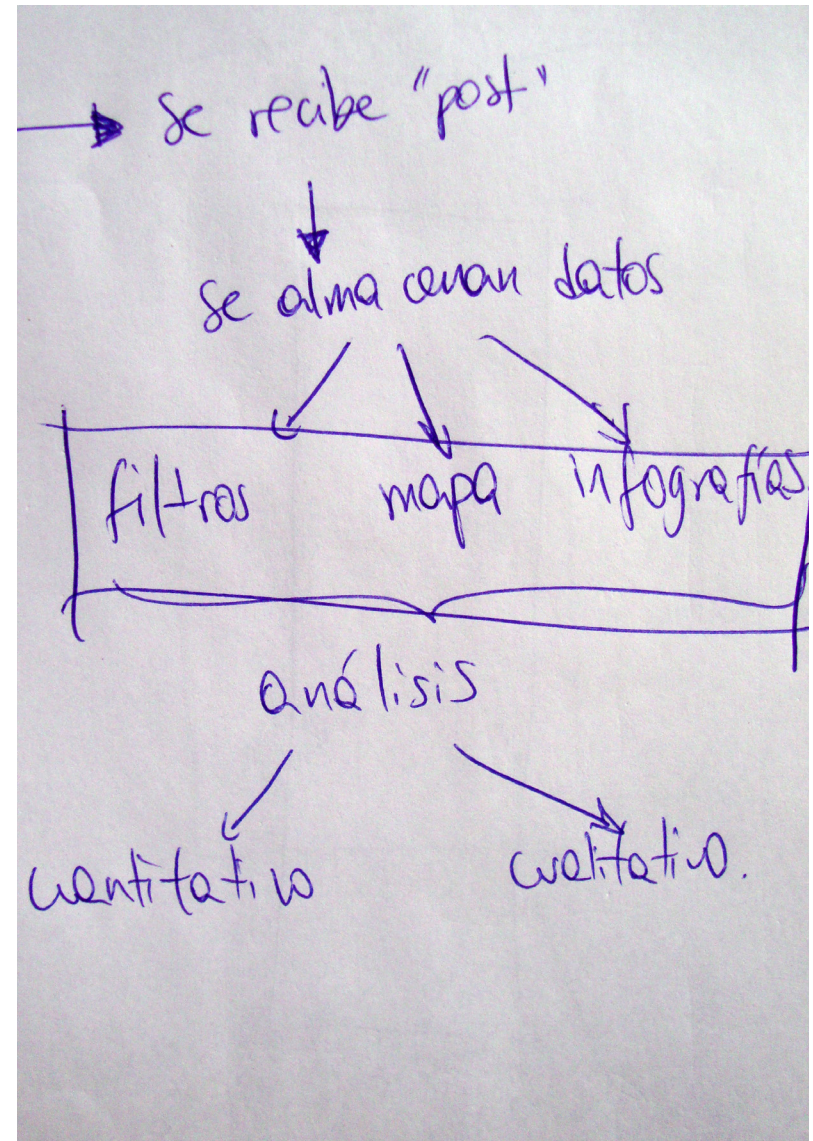 se recibe "post"
se almacenan datos
filtros mapa infografías
análisis
cuantitativo cualitativo.